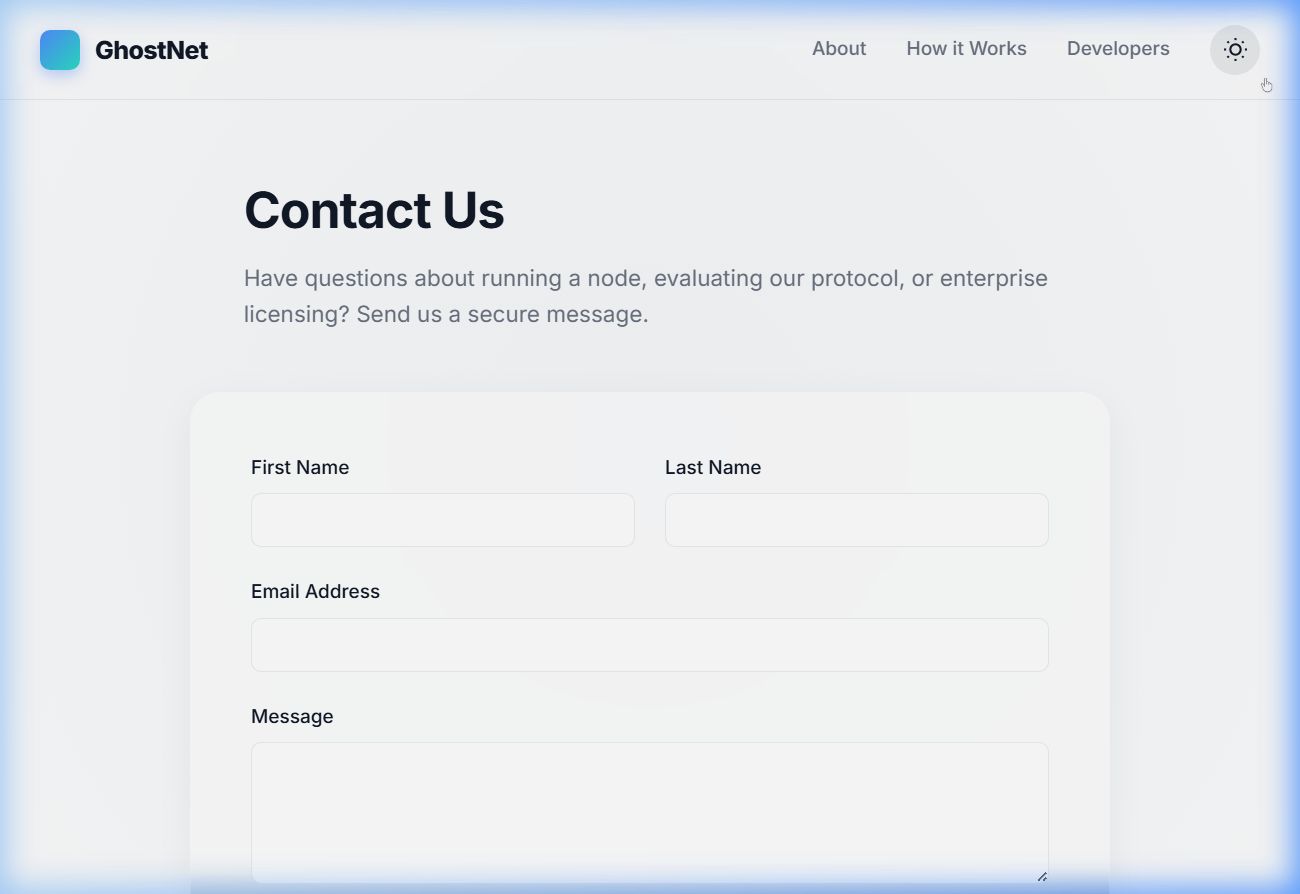 GhostNet
About
How it Works
Developers
Contact Us
Have questions about running a node, evaluating our protocol, or enterprise
licensing? Send us a secure message.
First Name
Last Name
Email Address
Message